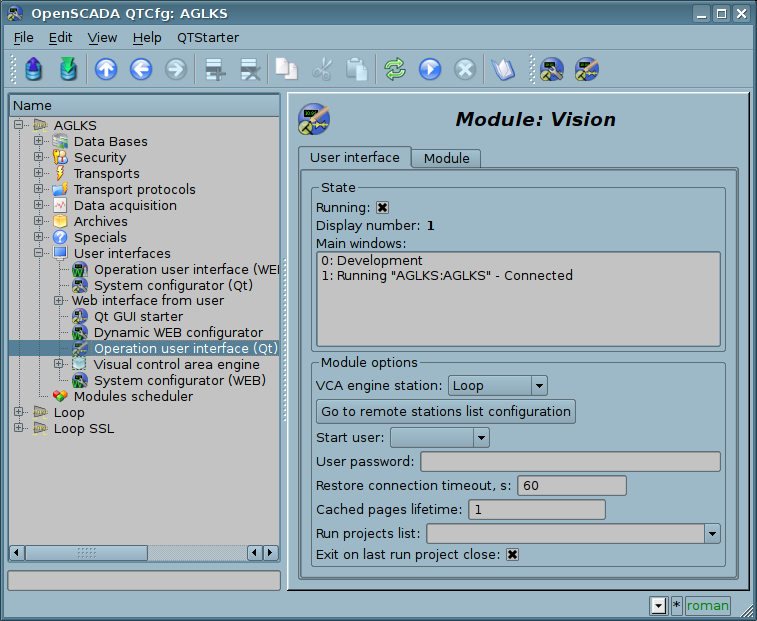 OpenSCADA QTCfg: AGLKS
File Edit View Help QTStarter
Name
AGLKS
Data Bases
Security
Transports
Transport protocols
Data acquisition
Archives
Specials
User interfaces
Operation user interface (WE
System configurator (Qt)
Web interface from user
Qt GUI starter
Dynamic WEB configurator
Operation user interface (Qt)
Visual control area engine
System configurator (WEB)
Modules scheduler
Loop
Loop SSL
Module: Vision
User interface Module
State
Running:
Display number: 1
Main windows:
0: Development
1: Running "AGLKS:AGLKS" - Connected
Module options
VCA engine station: Loop
Go to remote stations list configuration
Start user:
User password:
Restore connection timeout, s: 60
Cached pages lifetime: 1
Run projects list:
Exit on last run project close:
* roman